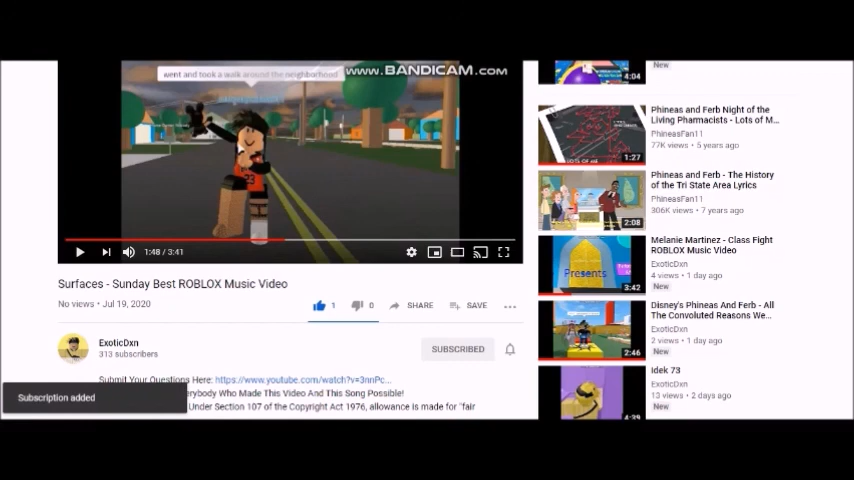 went and took a walk around the neighborhood
www.BANDICAM.com
23
1:48 / 3:41
Surfaces - Sunday Best ROBLOX Music Video
No views • Jul 19, 2020
1
0
SHARE
SAVE
ExoticDxn
313 subscribers
SUBSCRIBED
Submit Your Questions Here: https://www.youtube.com/watch?v=3nnPc...
erybody Who Made This Video And This Song Possible!
Under Section 107 of the Copyright Act 1976, allowance is made for "fair
Subscription added
4:04
New
1:27
Phineas and Ferb Night of the
Living Pharmacists - Lots of M...
PhineasFan11
77K views • 5 years ago
2:08
Phineas and Ferb - The History
of the Tri State Area Lyrics
PhineasFan11
306K views • 7 years ago
Presents
3:42
Melanie Martinez - Class Fight
ROBLOX Music Video
ExoticDxn
4 views • 1 day ago
New
2:46
Disney's Phineas And Ferb - All
The Convoluted Reasons We...
ExoticDxn
2 views • 1 day ago
New
4:39
Idek 73
ExoticDxn
13 views • 2 days ago
New